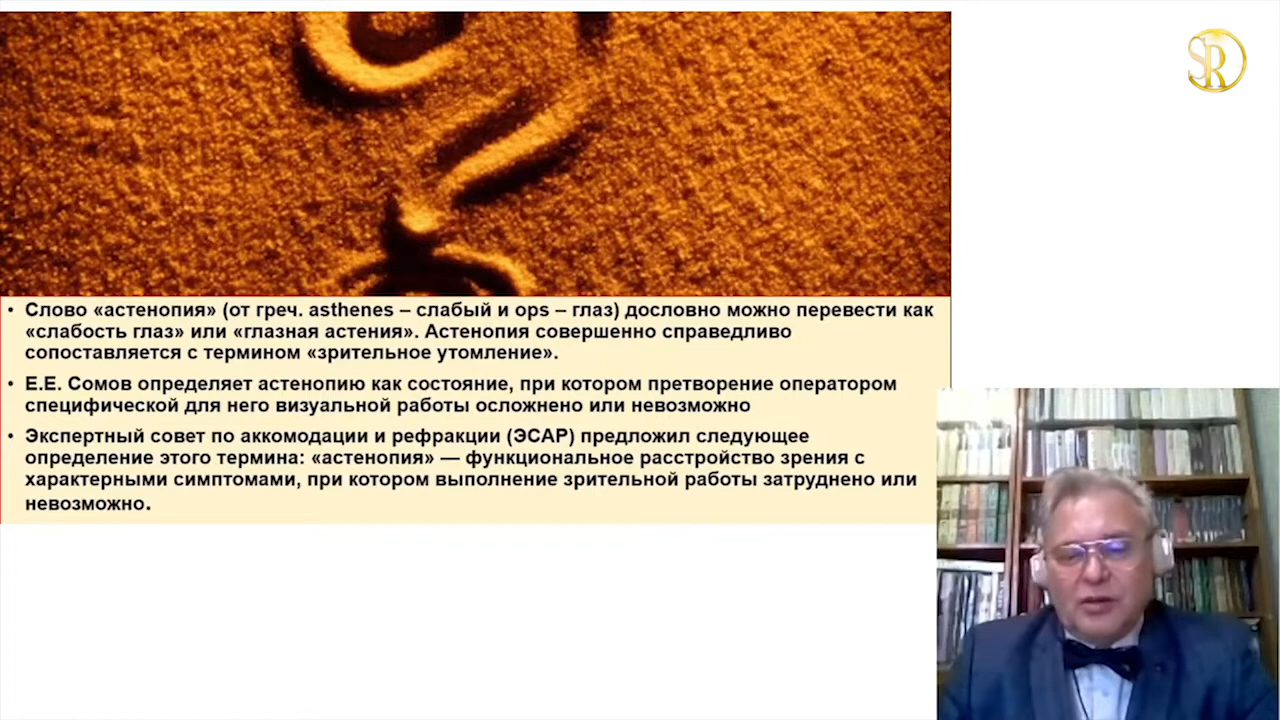 SR
• Слово «астенопия» (от греч. asthenes – слабый и ops – глаз) дословно можно перевести как
«слабость глаз» или «глазная астения». Астенопия совершенно справедливо
сопоставляется с термином «зрительное утомление».
• Е.Е. Сомов определяет астенопию как состояние, при котором претворение оператором
специфической для него визуальной работы осложнено или невозможно
• Экспертный совет по аккомодации и рефракции (ЭСАР) предложил следующее
определение этого термина: «астенопия» — функциональное расстройство зрения с
характерными симптомами, при котором выполнение зрительной работы затруднено или
невозможно.